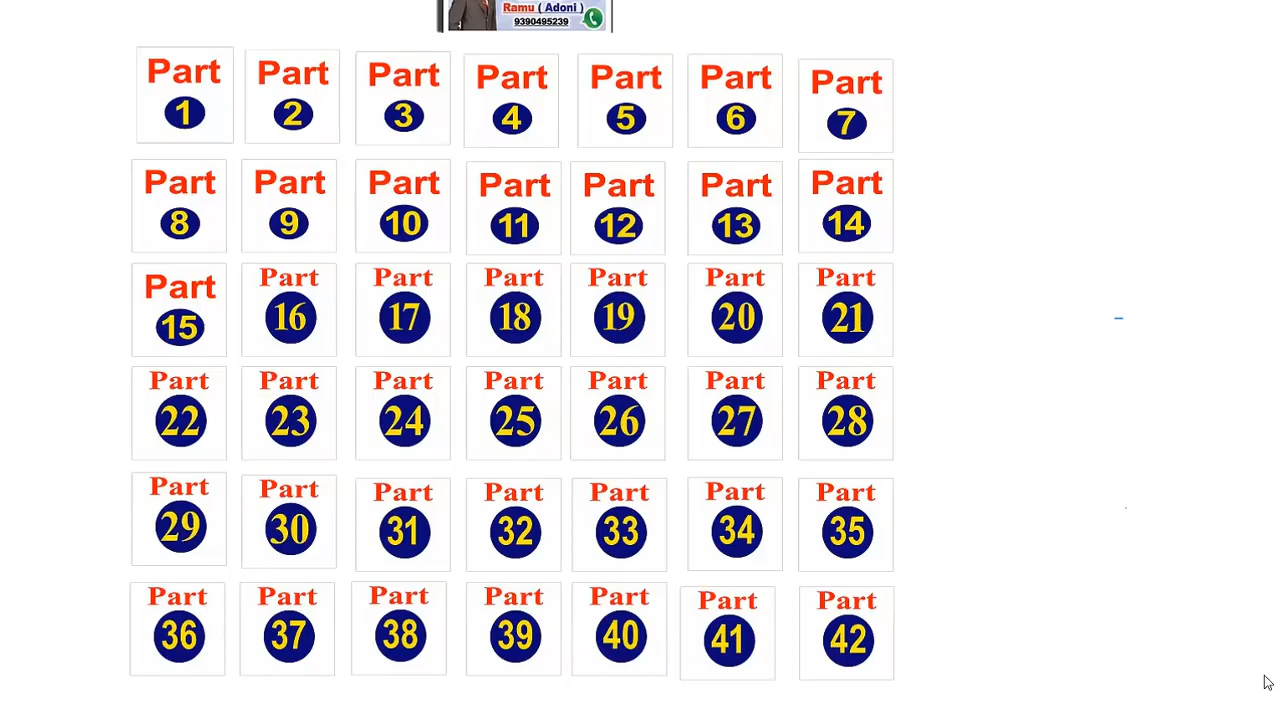 Ramu ( Adoni )
9390495239
Part Part Part Part Part Part Part
1 2 3 4 5 6 7
Part Part Part Part Part Part Part
8 9 10 11 12 13 14
Part Part Part Part Part Part Part
15 16 17 18 19 20 21
Part Part Part Part Part Part Part
22 23 24 25 26 27 28
Part Part Part Part Part Part Part
29 30 31 32 33 34 35
Part Part Part Part Part Part Part
36 37 38 39 40 41 42